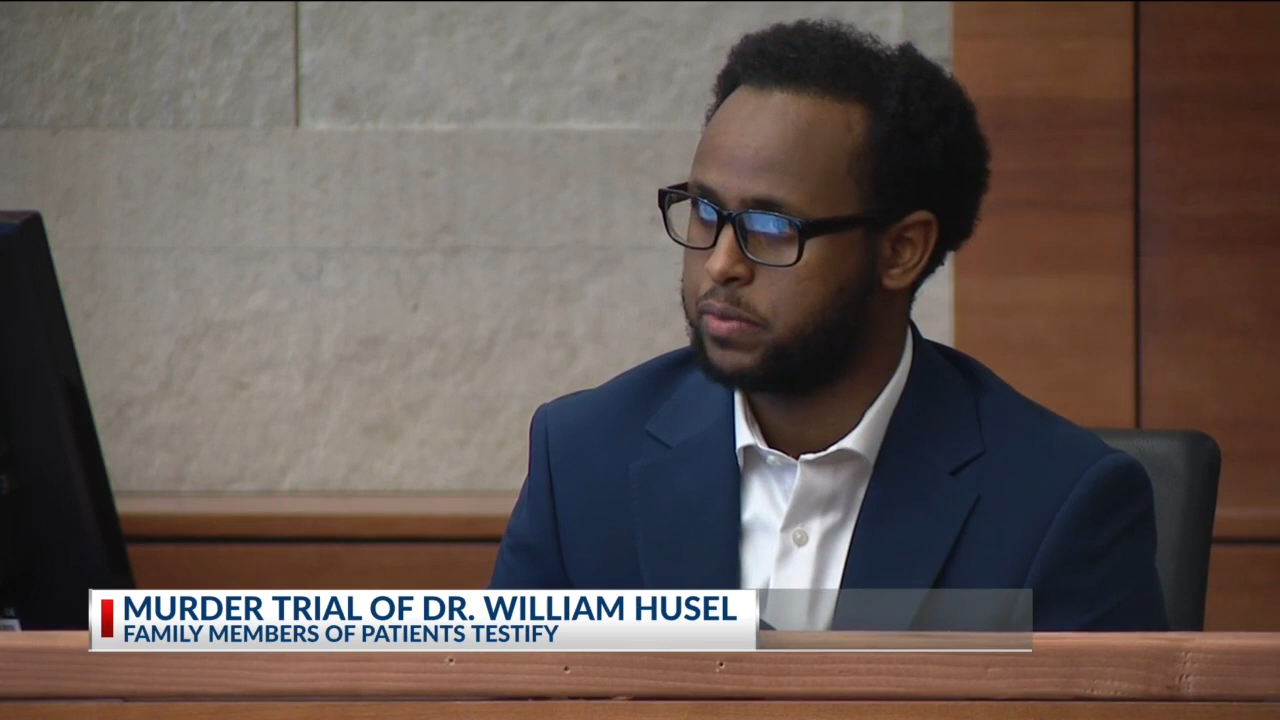 MURDER TRIAL OF DR. WILLIAM HUSEL
FAMILY MEMBERS OF PATIENTS TESTIFY